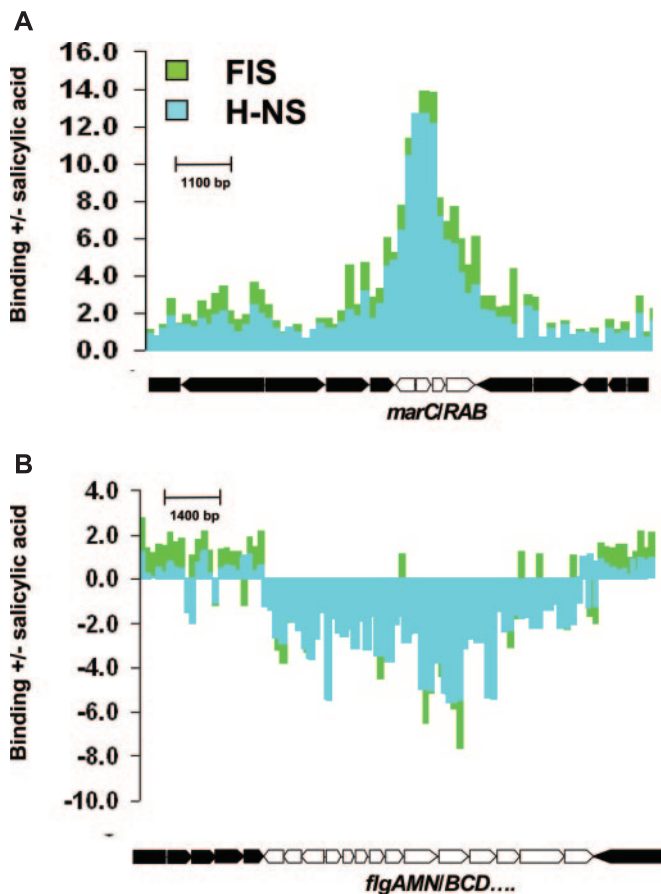 A
Binding +/- salicylic acid
16.0
14.0
12.0
10.0
8.0
6.0
4.0
2.0
0.0
FIS
H-NS
1100 bp
marC/RAB
B
Binding +/- salicylic acid
4.0
2.0
0.0
-2.0
-4.0
-6.0
-8.0
-10.0
1400 bp
flgAMN/BCD....